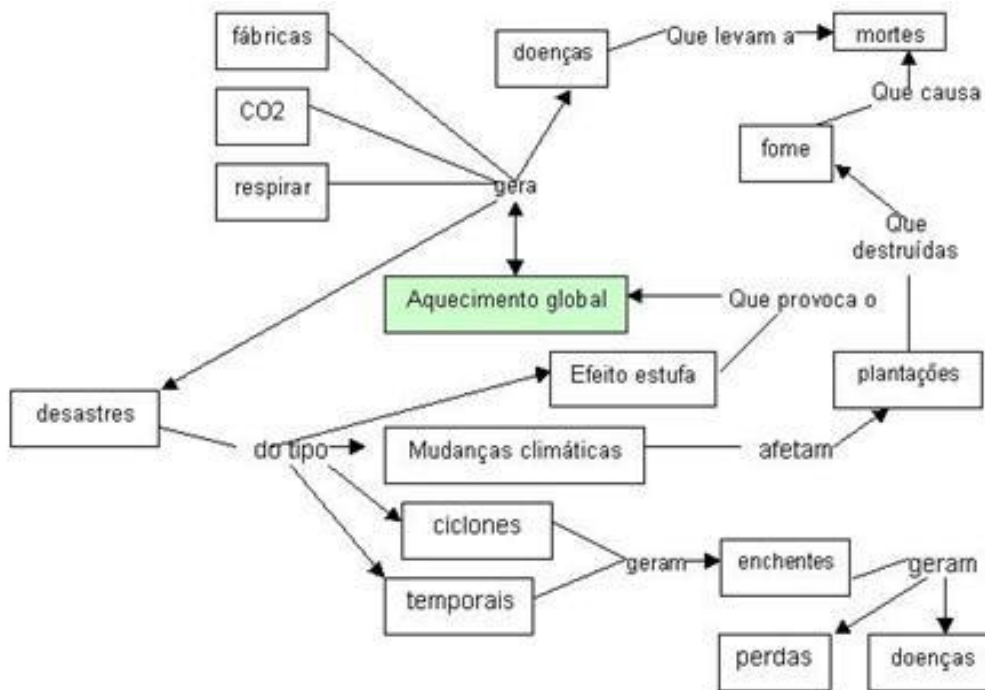 fábricas
doenças
Que levam a
mortes
CO2
Que causa
fome
respirar
gera
Que
destruídas
Aquecimento global
Que provoca o
Efeito estufa
plantações
desastres
do tipo
Mudanças climáticas
afetam
ciclones
geram
enchentes
geram
temporais
perdas
doenças